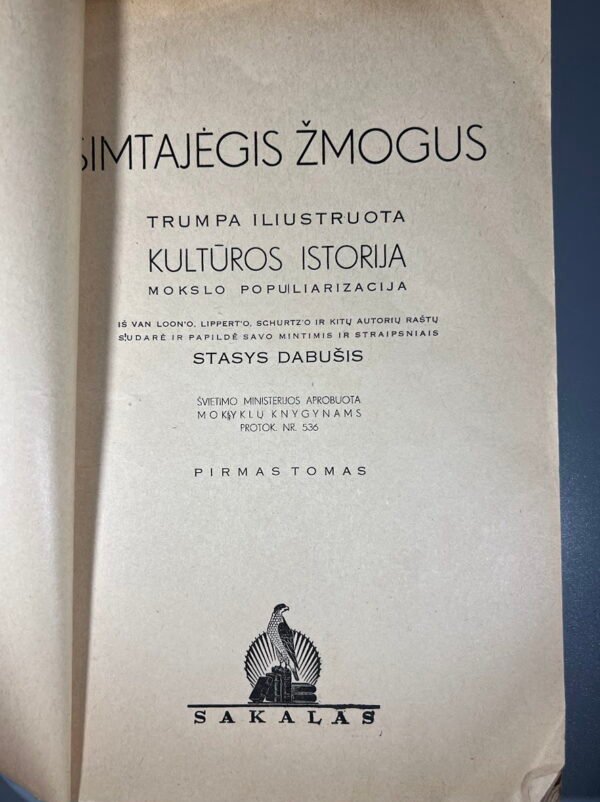 ŠIMTAJĖGIS ŽMOGUS
TRUMPA ILIUSTRUOTA
KULTŪROS ISTORIJA
MOKSLO POPULIARIZACIJA
IŠ VAN LOON'O, LIPPERT'O, SCHURTZ'O IR KITŲ AUTORIŲ RAŠTŲ
SUDARĖ IR PAPILDĖ SAVO MINTIMIS IR STRAIPSNIAIS
STASYS DABUŠIS
ŠVIETIMO MINISTERIJOS APROBUOTA
MOKYKLŲ KNYGYNAMS
PROTOK. NR. 536
PIRMAS TOMAS
SAKALAS